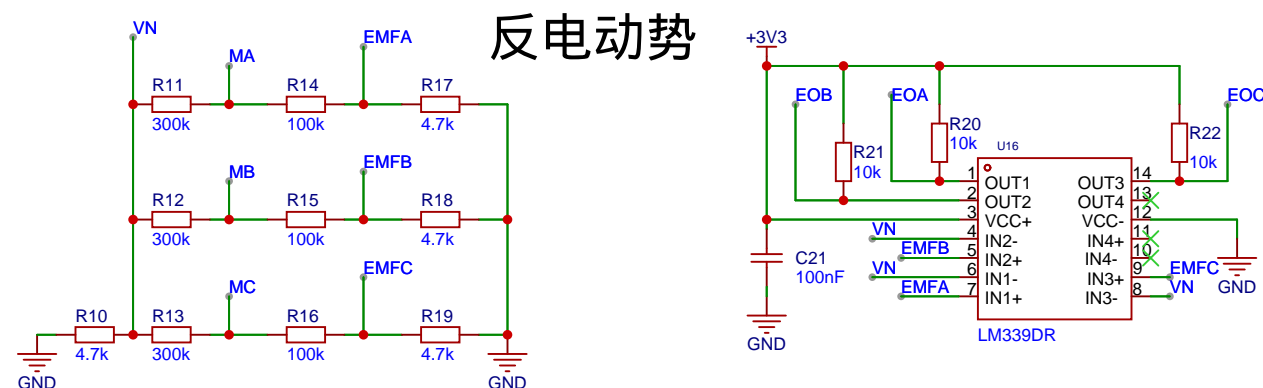 反电动势
VN
MA
EMFA
R11
300k
R14
100k
R17
4.7k
MB
EMFB
R12
300k
R15
100k
R18
4.7k
MC
EMFC
R10
4.7k
R13
300k
R16
100k
R19
4.7k
GND
GND
+3V3
EOB
EOA
EOC
R21
10k
R20
10k
R22
10k
U16
1 OUT1
2 OUT2
3 VCC+
4 IN2-
5 IN2+
6 IN1-
7 IN1+
14 OUT3
13 OUT4
12 VCC-
11 IN4+
10 IN4-
9 IN3+
8 IN3-
VN
EMFB
VN
EMFA
EMFC
VN
C21
100nF
GND
GND
LM339DR